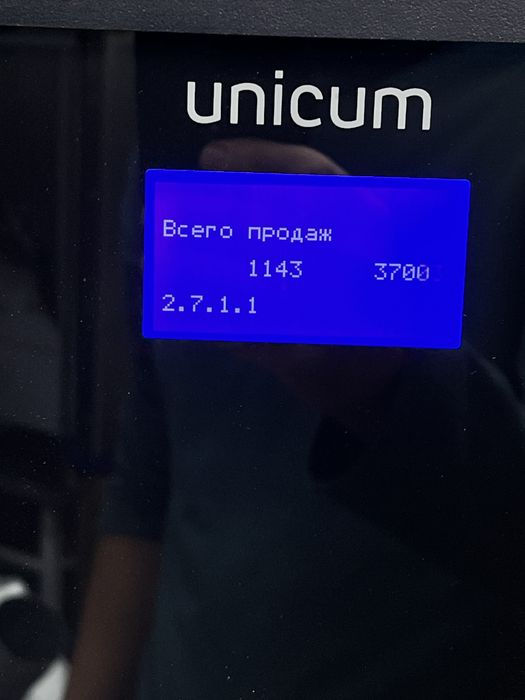 unicum
Всего продаж
1143 3700
2.7.1.1